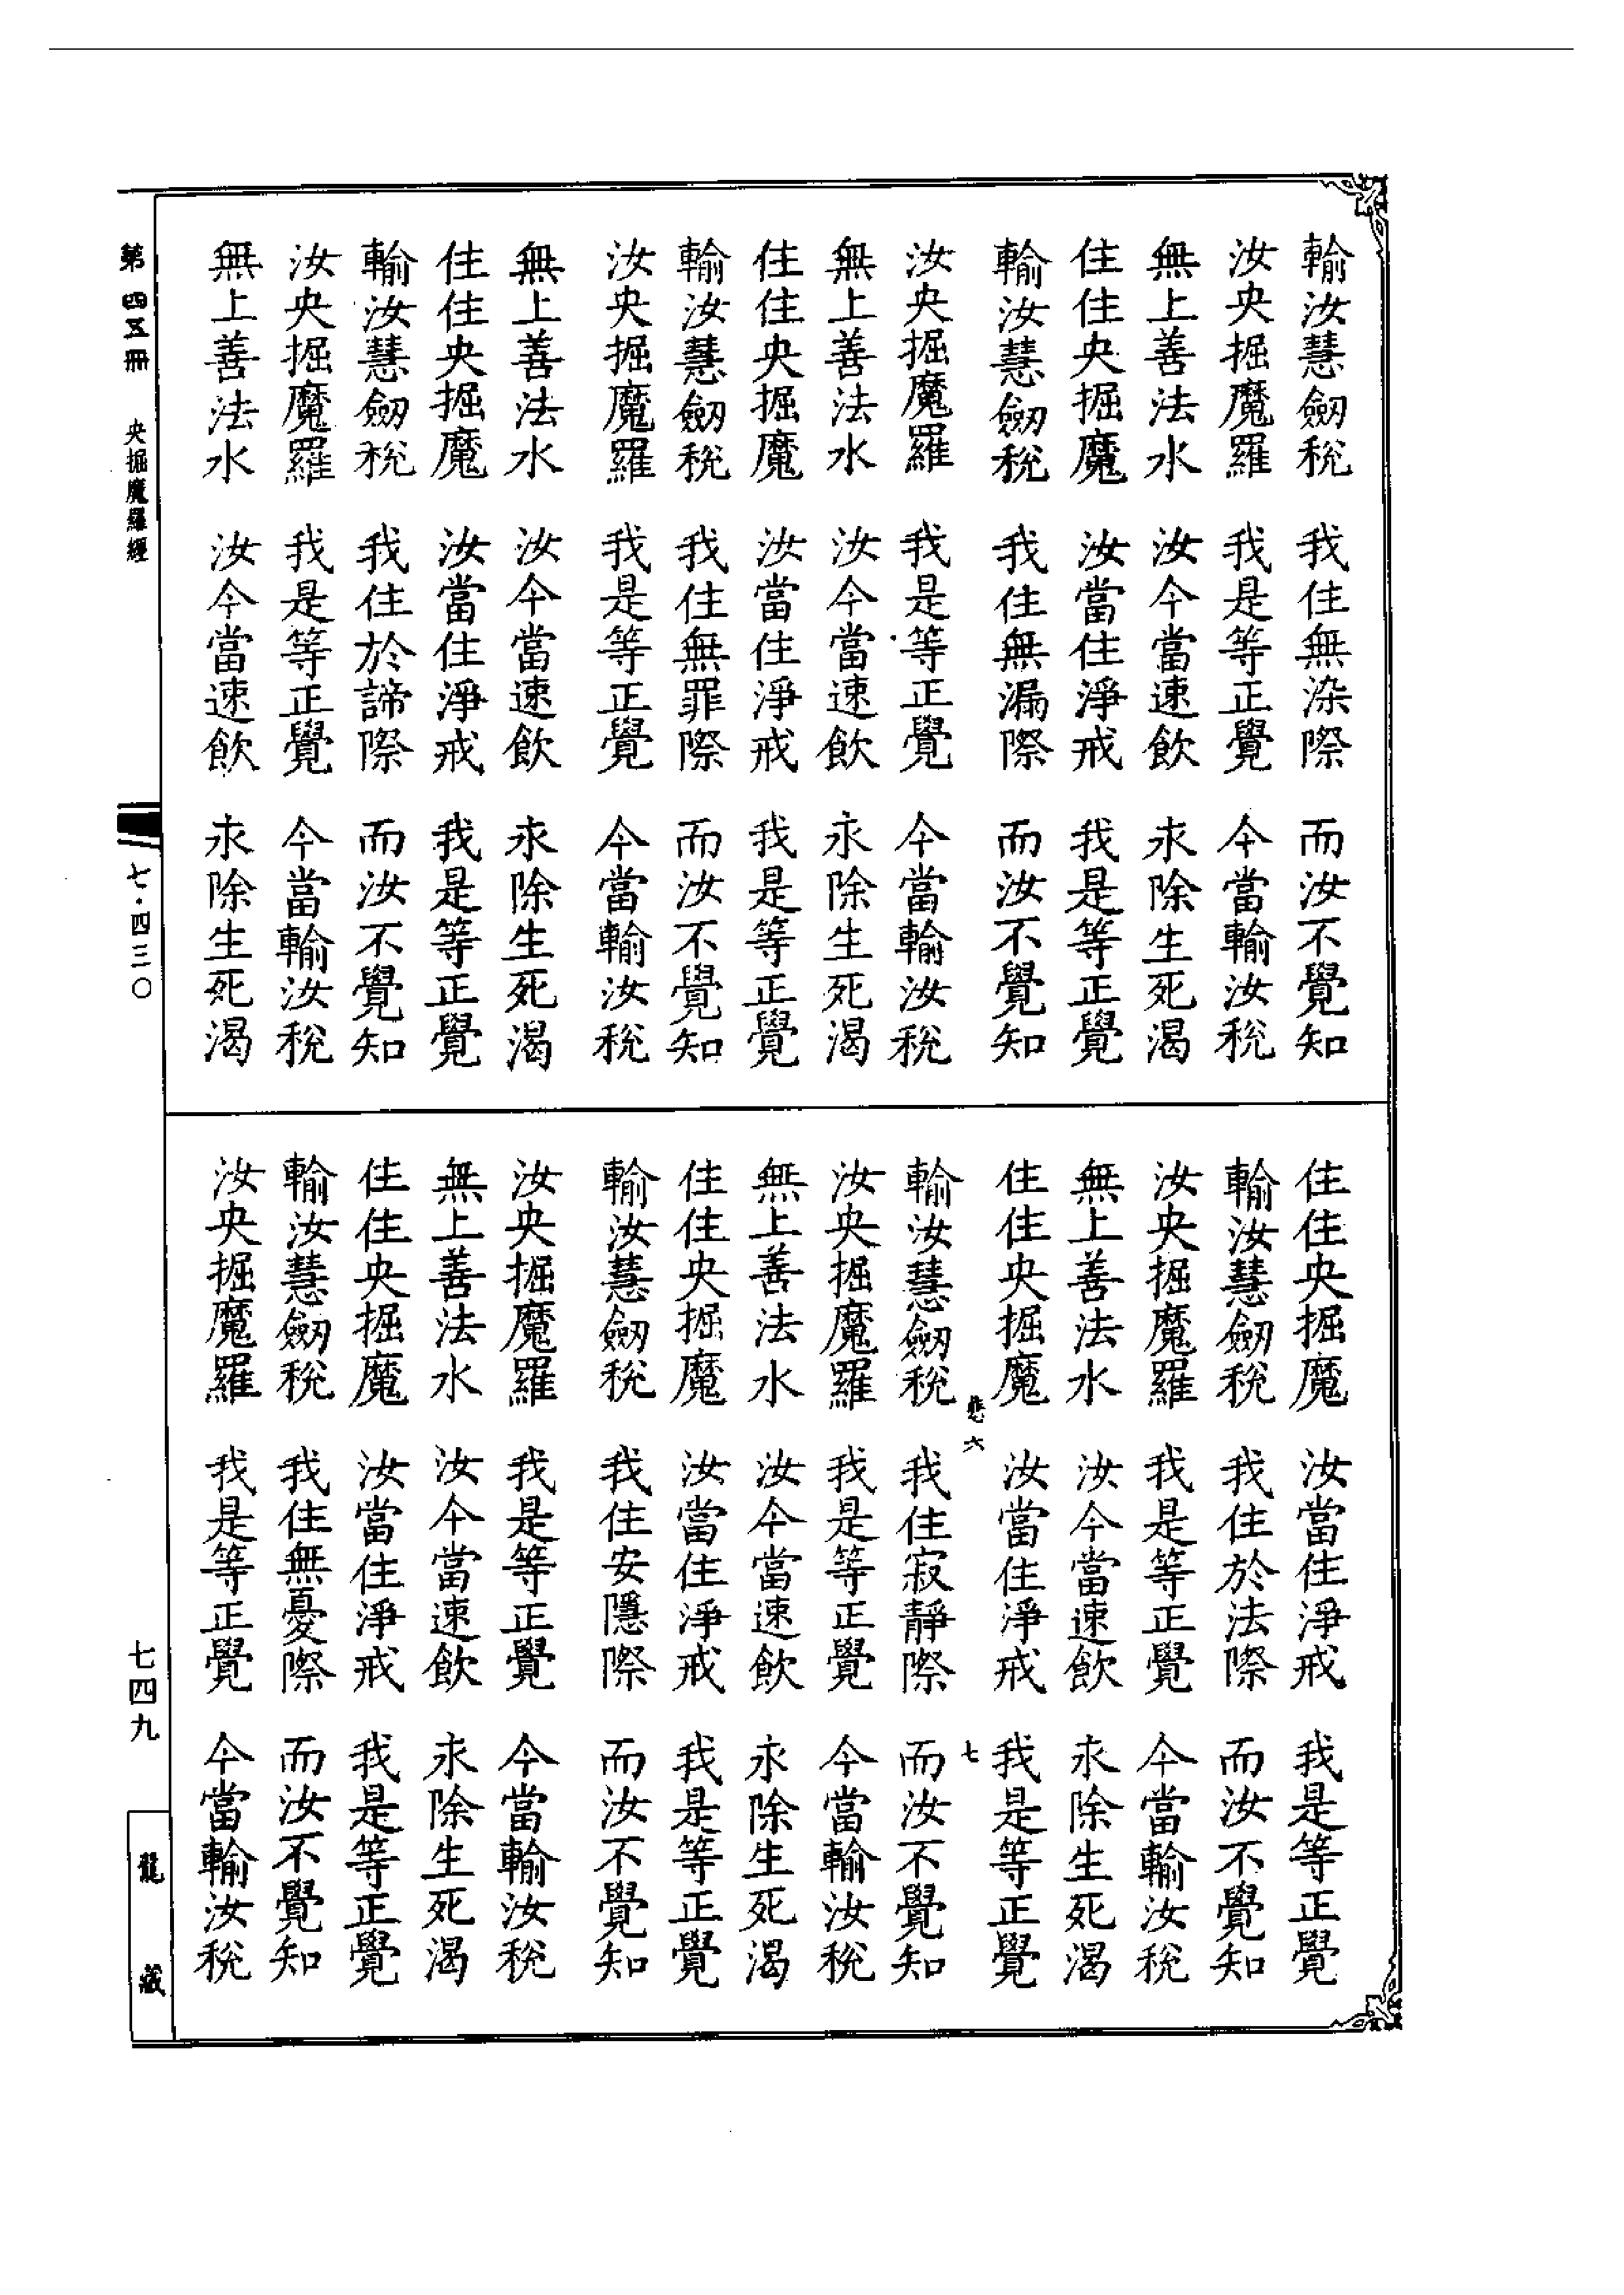 輸汝慧劒稅 我住無染際 而汝不覺知
汝央掘魔羅 我是等正覺 今當輸汝稅
無上善法水 汝今當速飲 永除生死渴
住住央掘魔 汝當住淨戒 我是等正覺
輸汝慧劒稅 我住無漏際 而汝不覺知
汝央掘魔羅 我是等正覺 今當輸汝稅
無上善法水 汝今當速飲 永除生死渴
住住央掘魔 汝當住淨戒 我是等正覺
輸汝慧劒稅 我住無罪際 而汝不覺知
汝央掘魔羅 我是等正覺 今當輸汝稅
無上善法水 汝今當速飲 永除生死渴
住住央掘魔 汝當住淨戒 我是等正覺
輸汝慧劒稅 我住於諦際 而汝不覺知
汝央掘魔羅 我是等正覺 今當輸汝稅
無上善法水 汝今當速飲 永除生死渴
住住央掘魔 汝當住淨戒 我是等正覺
輸汝慧劒稅 我住於法際 而汝不覺知
汝央掘魔羅 我是等正覺 今當輸汝稅
無上善法水 汝今當速飲 永除生死渴
住住央掘魔 汝當住淨戒 我是等正覺
六 七
輸汝慧劒稅 我住寂靜際 而汝不覺知
汝央掘魔羅 我是等正覺 今當輸汝稅
無上善法水 汝今當速飲 永除生死渴
住住央掘魔 汝當住淨戒 我是等正覺
輸汝慧劒稅 我住安隱際 而汝不覺知
汝央掘魔羅 我是等正覺 今當輸汝稅
無上善法水 汝今當速飲 永除生死渴
住住央掘魔 汝當住淨戒 我是等正覺
輸汝慧劒稅 我住無憂際 而汝不覺知
汝央掘魔羅 我是等正覺 今當輸汝稅
第四五冊 央掘魔羅經 七·四三〇 七四九 龍藏